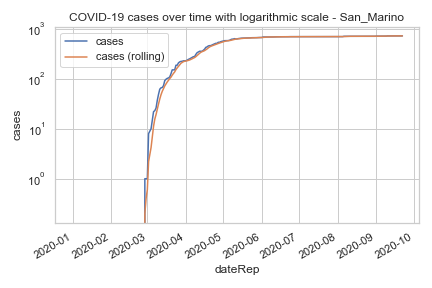 COVID-19 cases over time with logarithmic scale - San_Marino
cases
cases (rolling)
10³
10²
10¹
10⁰
cases
2020-01
2020-02
2020-03
2020-04
2020-05
2020-06
2020-07
2020-08
2020-09
2020-10
dateRep